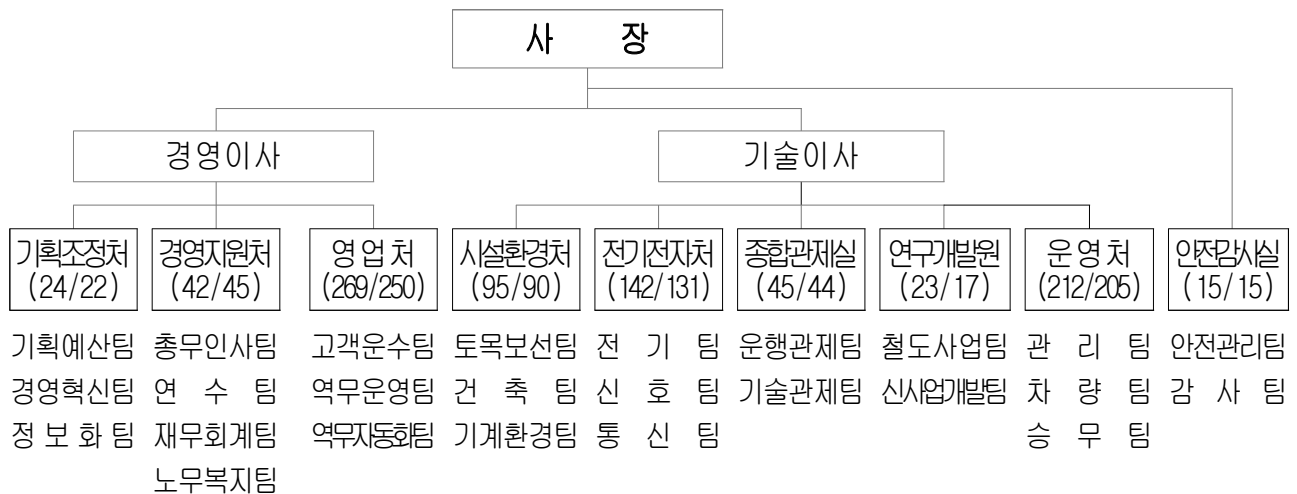 사 장
경영이사 기술이사
기획조정처 경영지원처 영업처 시설환경처 전기전자처 종합관제실 연구개발원 운영처 안전감사실
(24/22) (42/45) (269/250) (95/90) (142/131) (45/44) (23/17) (212/205) (15/15)
기획예산팀 총무인사팀 고객운수팀 토목보선팀 전 기 팀 운행관제팀 철도사업팀 관 리 팀 안전관리팀
경영혁신팀 연 수 팀 역무운영팀 건 축 팀 신 호 팀 기술관제팀 신사업개발팀 차 량 팀 감 사 팀
정보화팀 재무회계팀 역무자동화팀 기계환경팀 통 신 팀 승 무 팀
노무복지팀